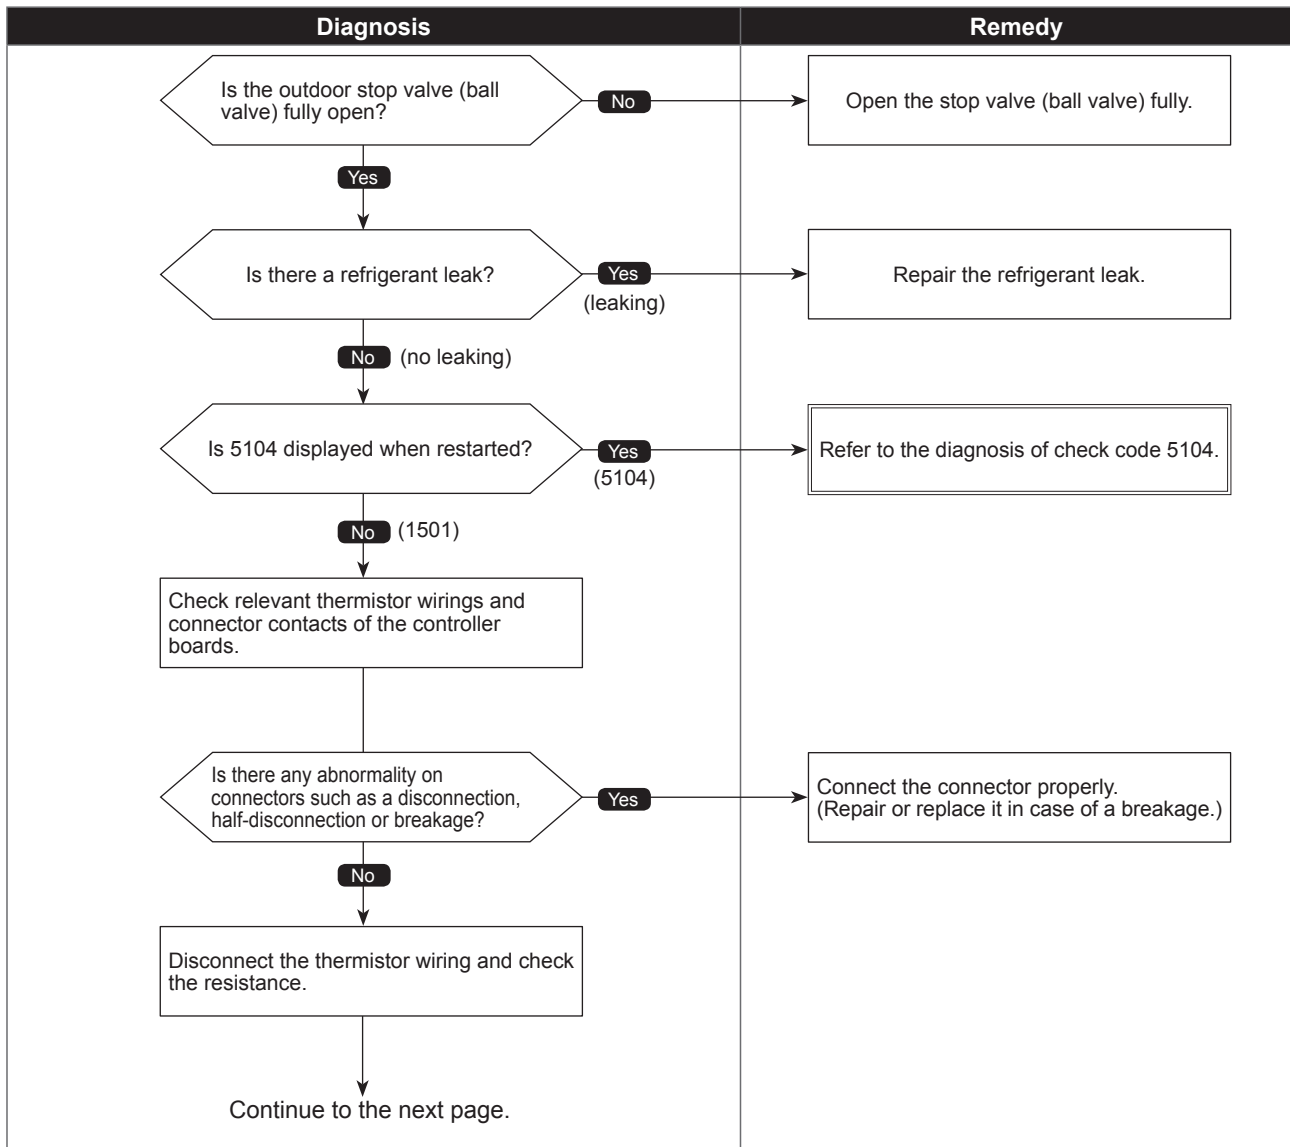 Diagnosis
Remedy
Is the outdoor stop valve (ball
valve) fully open?
No
Open the stop valve (ball valve) fully.
Yes
Is there a refrigerant leak?
Yes
(leaking)
Repair the refrigerant leak.
No (no leaking)
Is 5104 displayed when restarted?
Yes
(5104)
Refer to the diagnosis of check code 5104.
No (1501)
Check relevant thermistor wirings and
connector contacts of the controller
boards.
Is there any abnormality on
connectors such as a disconnection,
half-disconnection or breakage?
Yes
Connect the connector properly.
(Repair or replace it in case of a breakage.)
No
Disconnect the thermistor wiring and check
the resistance.
Continue to the next page.